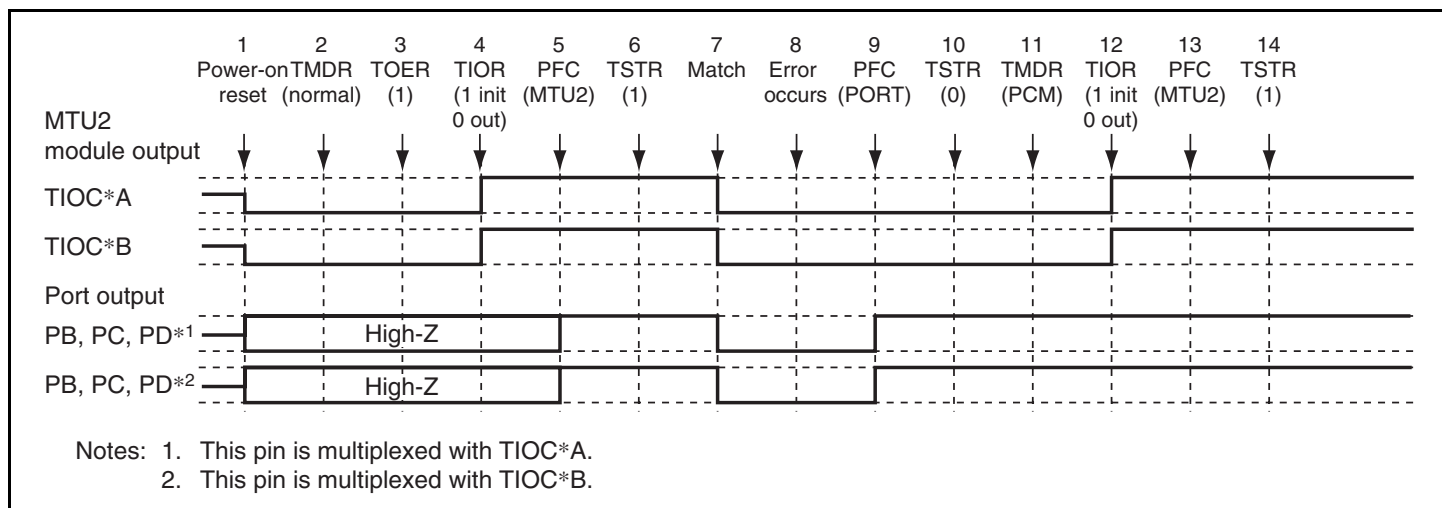 1 2 3 4 5 6 7 8 9 10 11 12 13 14
Power-on TMDR TOER TIOR PFC TSTR Match Error PFC TSTR TMDR TIOR PFC TSTR
reset (normal) (1) (1 init (MTU2) (1) occurs (PORT) (0) (PCM) (1 init (MTU2) (1)
0 out) 0 out)
MTU2
module output
TIOC*A
TIOC*B
Port output
PB, PC, PD*1 High-Z
PB, PC, PD*2 High-Z
Notes: 1. This pin is multiplexed with TIOC*A.
2. This pin is multiplexed with TIOC*B.